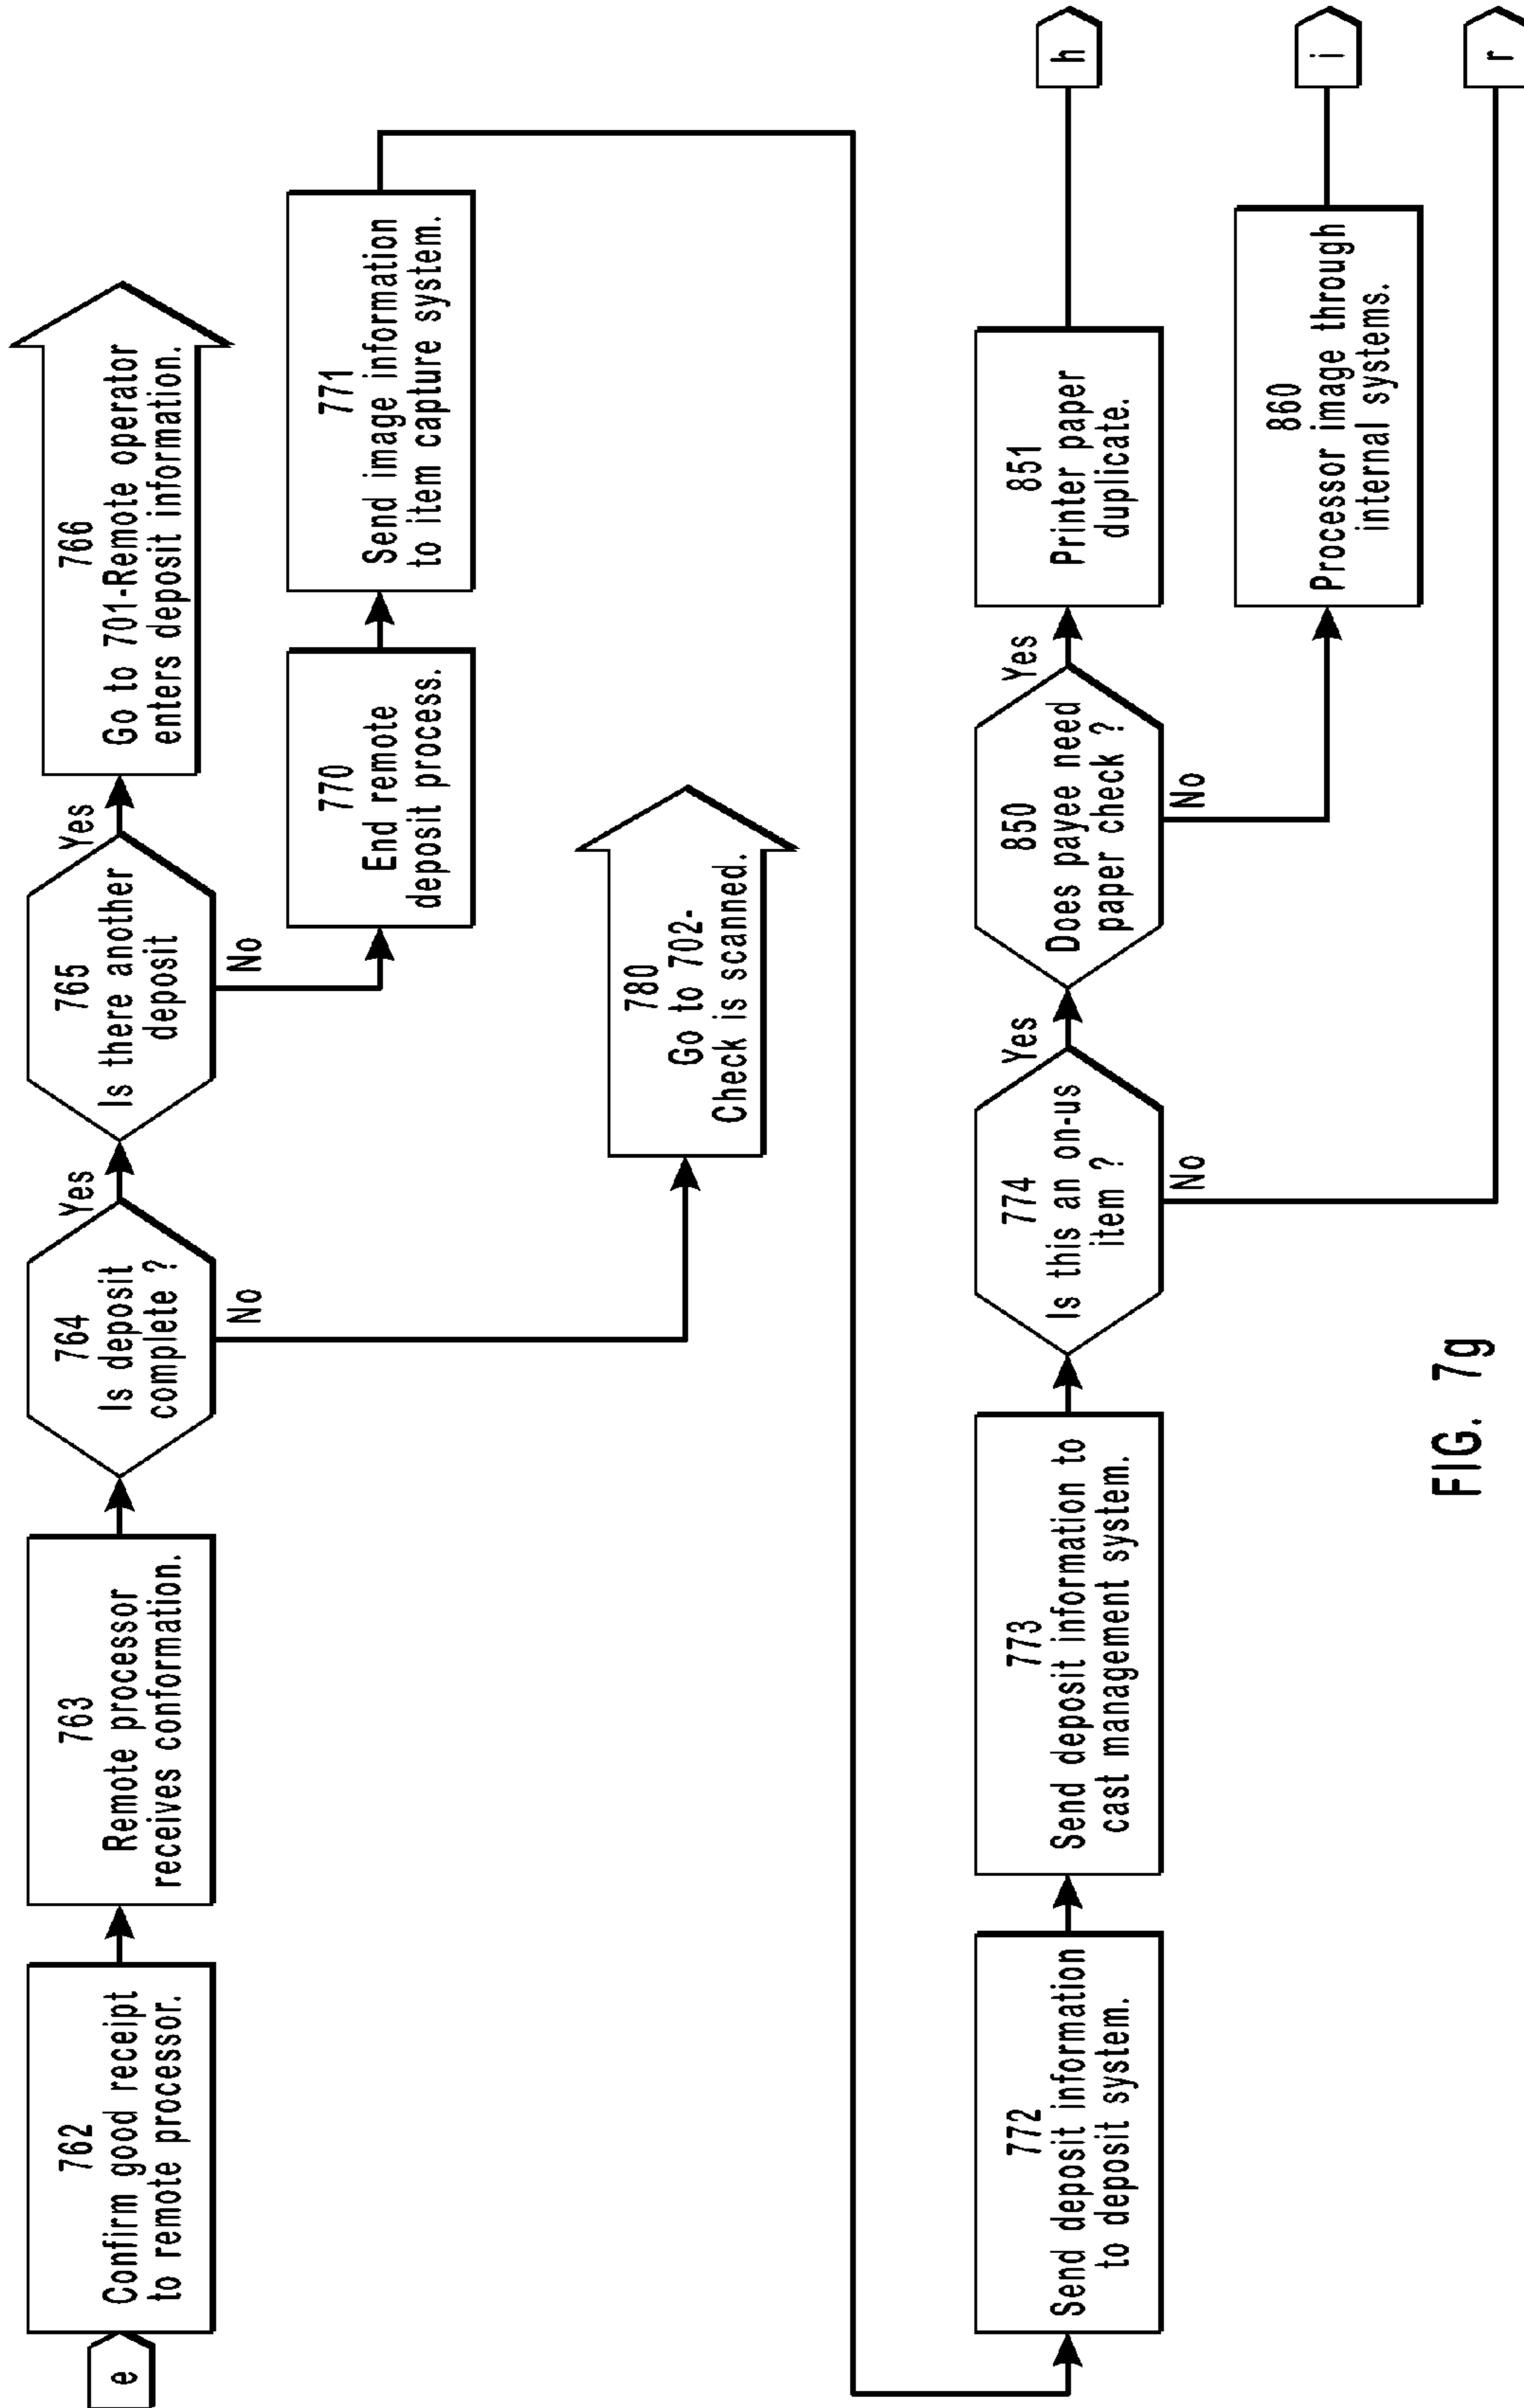 e
762
Confirm good receipt
to remote processor.
763
Remote processor
receives conformation.
764
Is deposit
complete ?
Yes
No
765
Is there another
deposit
Yes
No
766
Go to 701-Remote operator
enters deposit information.
770
End remote
deposit process.
771
Send image information
to item capture system.
780
Go to 702-
Check is scanned.
772
Send deposit information
to deposit system.
773
Send deposit information to
cast management system.
774
Is this an on-us
item ?
Yes
No
850
Does payee need
paper check ?
Yes
No
851
Printer paper
duplicate.
h
860
Processor image through
internal systems.
i
r
FIG. 7g